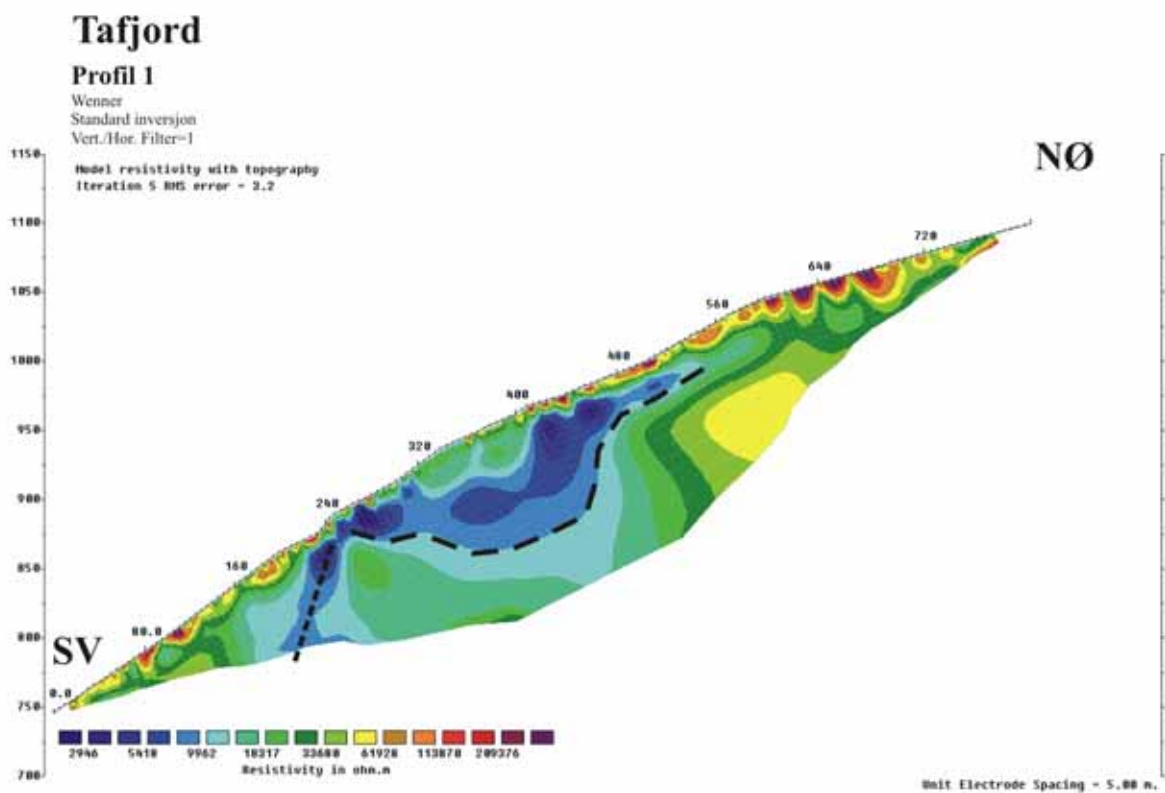 Tafjord
Profil 1
Wenner
Standard inversjon
Vert./Hor. Filter=1
Model resistivity with topography
Iteration 5 RMS error = 3.2
NØ
SV
1150
1100
1050
1000
950
900
850
800
750
700
0.0
80.0
160
240
320
400
480
560
640
720
2946 5410 9962 18317 33680 61928 113870 209376
Resistivity in ohm.m
Unit Electrode Spacing = 5.00 m.